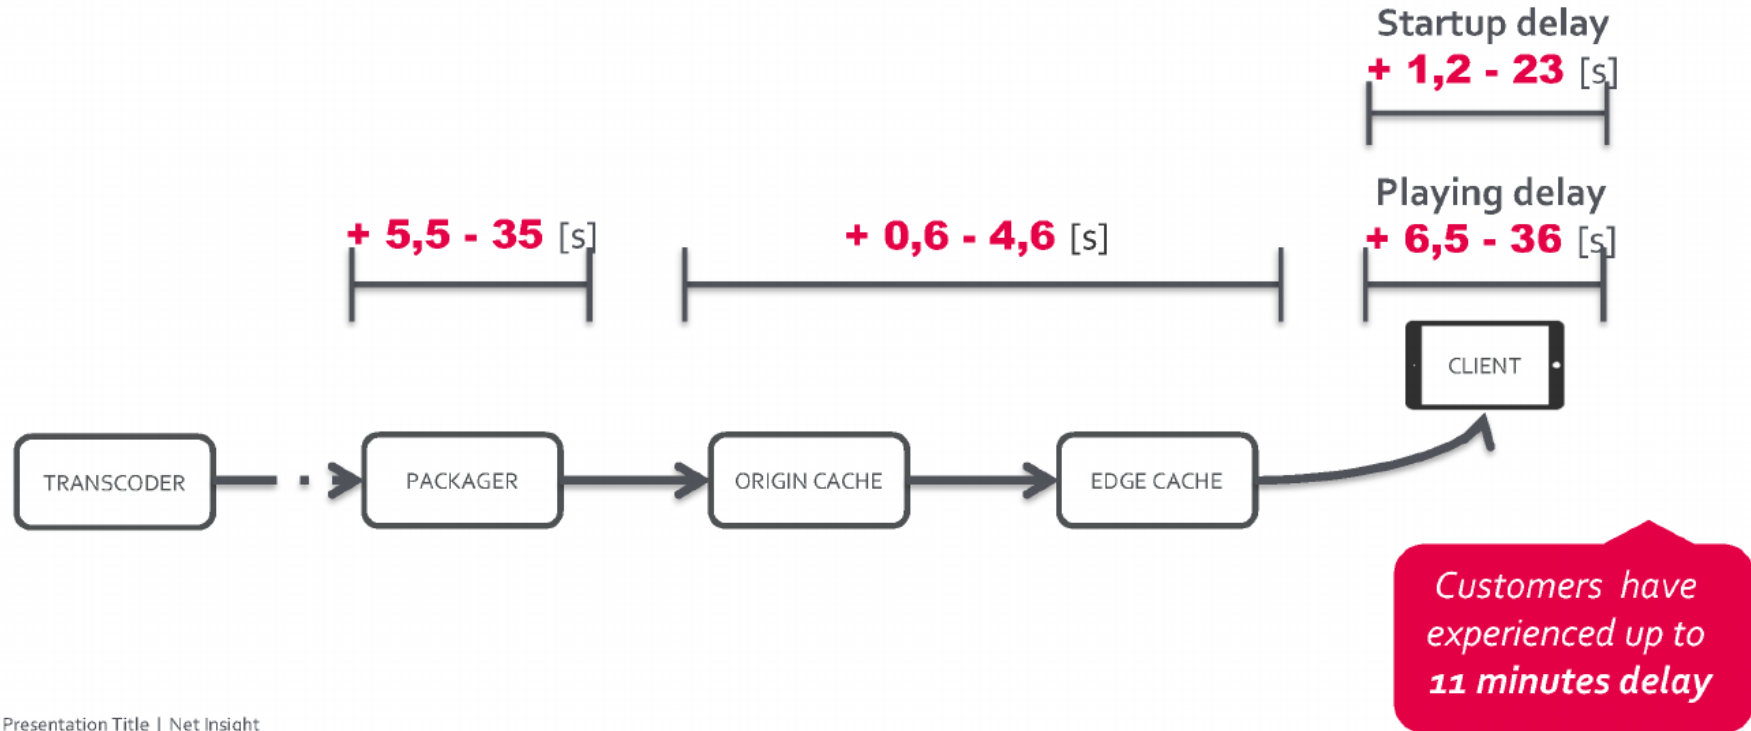 Startup delay
+ 1,2 - 23 [s]
Playing delay
+ 5,5 - 35 [s]
+ 0,6 - 4,6 [s]
+ 6,5 - 36 [s]
CLIENT
TRANSCODER
PACKAGER
ORIGIN CACHE
EDGE CACHE
Customers have
experienced up to
11 minutes delay
Presentation Title | Net Insight